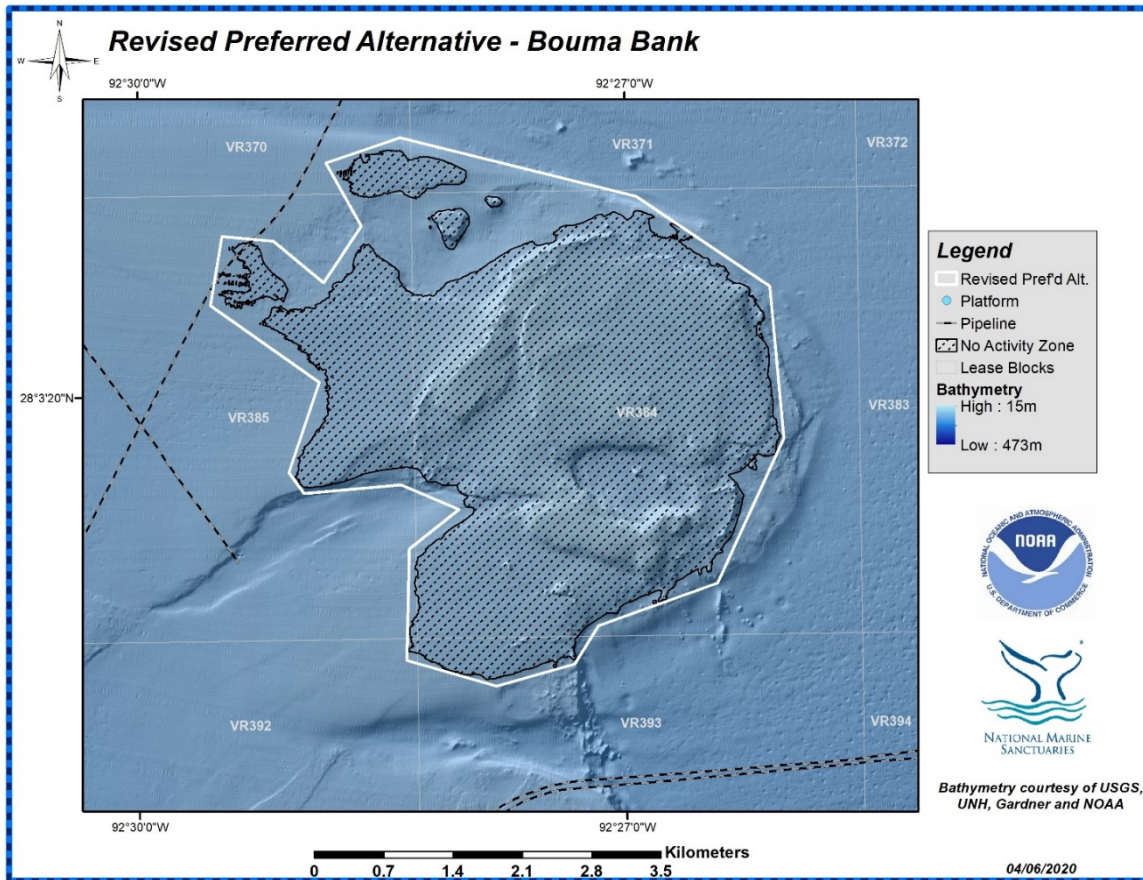 Revised Preferred Alternative - Bouma Bank
N
W E
S
92°30'0"W 92°27'0"W
VR370 VR371 VR372
28°3'20"N
VR385 VR384 VR383
VR392 VR393 VR394
92°30'0"W 92°27'0"W
Kilometers
0 0.7 1.4 2.1 2.8 3.5
Legend
Revised Pref'd Alt.
Platform
Pipeline
No Activity Zone
Lease Blocks
Bathymetry
High : 15m
Low : 473m
NATIONAL OCEANIC AND ATMOSPHERIC ADMINISTRATION
NOAA
U.S. DEPARTMENT OF COMMERCE
NATIONAL MARINE
SANCTUARIES
Bathymetry courtesy of USGS,
UNH, Gardner and NOAA
04/06/2020